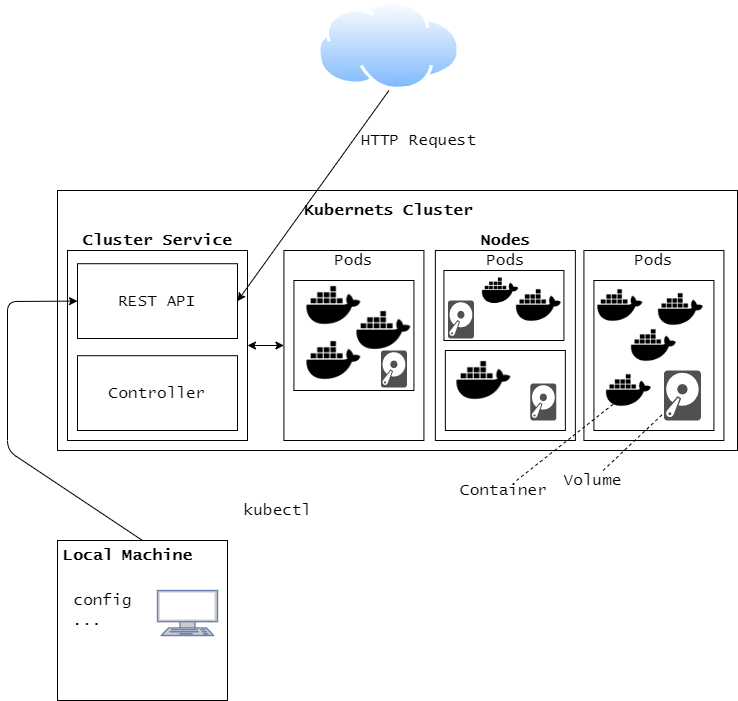 HTTP Request
Kubernets Cluster
Cluster Service
Nodes
Pods
Pods
Pods
REST API
Controller
Container
Volume
kubectl
Local Machine
config
...